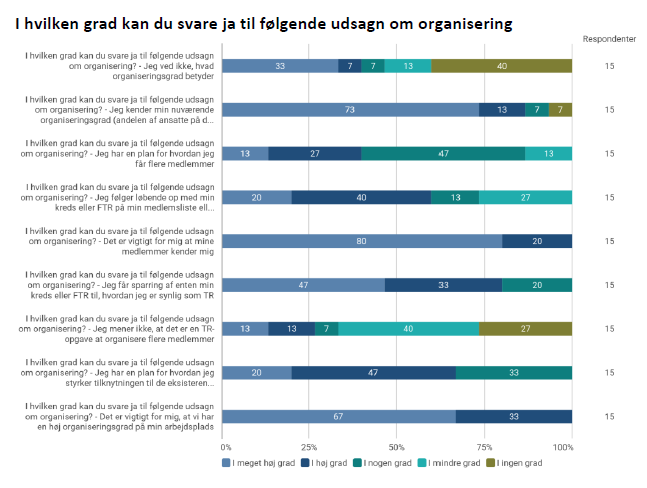 I hvilken grad kan du svare ja til følgende udsagn om organisering
Respondenter
I hvilken grad kan du svare ja til følgende udsagn
om organisering? - Jeg ved ikke, hvad
organiseringsgrad betyder
33 7 7 13 40 15
I hvilken grad kan du svare ja til følgende udsagn
om organisering? - Jeg kender min nuværende
organiseringsgrad (andelen af ansatte på d...
73 13 7 7 15
I hvilken grad kan du svare ja til følgende udsagn
om organisering? - Jeg har en plan for hvordan jeg
får flere medlemmer
13 27 47 13 15
I hvilken grad kan du svare ja til følgende udsagn
om organisering? - Jeg følger løbende op med min
kreds eller FTR på min medlemsliste ell...
20 40 13 27 15
I hvilken grad kan du svare ja til følgende udsagn
om organisering? - Det er vigtigt for mig at mine
medlemmer kender mig
80 20 15
I hvilken grad kan du svare ja til følgende udsagn
om organisering? - Jeg får sparring af enten min
kreds eller FTR til, hvordan jeg er synlig som TR
47 33 20 15
I hvilken grad kan du svare ja til følgende udsagn
om organisering? - Jeg mener ikke, at det er en TR-
opgave at organisere flere medlemmer
13 13 7 40 27 15
I hvilken grad kan du svare ja til følgende udsagn
om organisering? - Jeg har en plan for hvordan jeg
styrker tilknytningen til de eksisteren...
20 47 33 15
I hvilken grad kan du svare ja til følgende udsagn
om organisering? - Det er vigtigt for mig, at vi har
en høj organiseringsgrad på min arbejdsplads
67 33 15
0% 25% 50% 75% 100%
I meget høj grad I høj grad I nogen grad I mindre grad I ingen grad